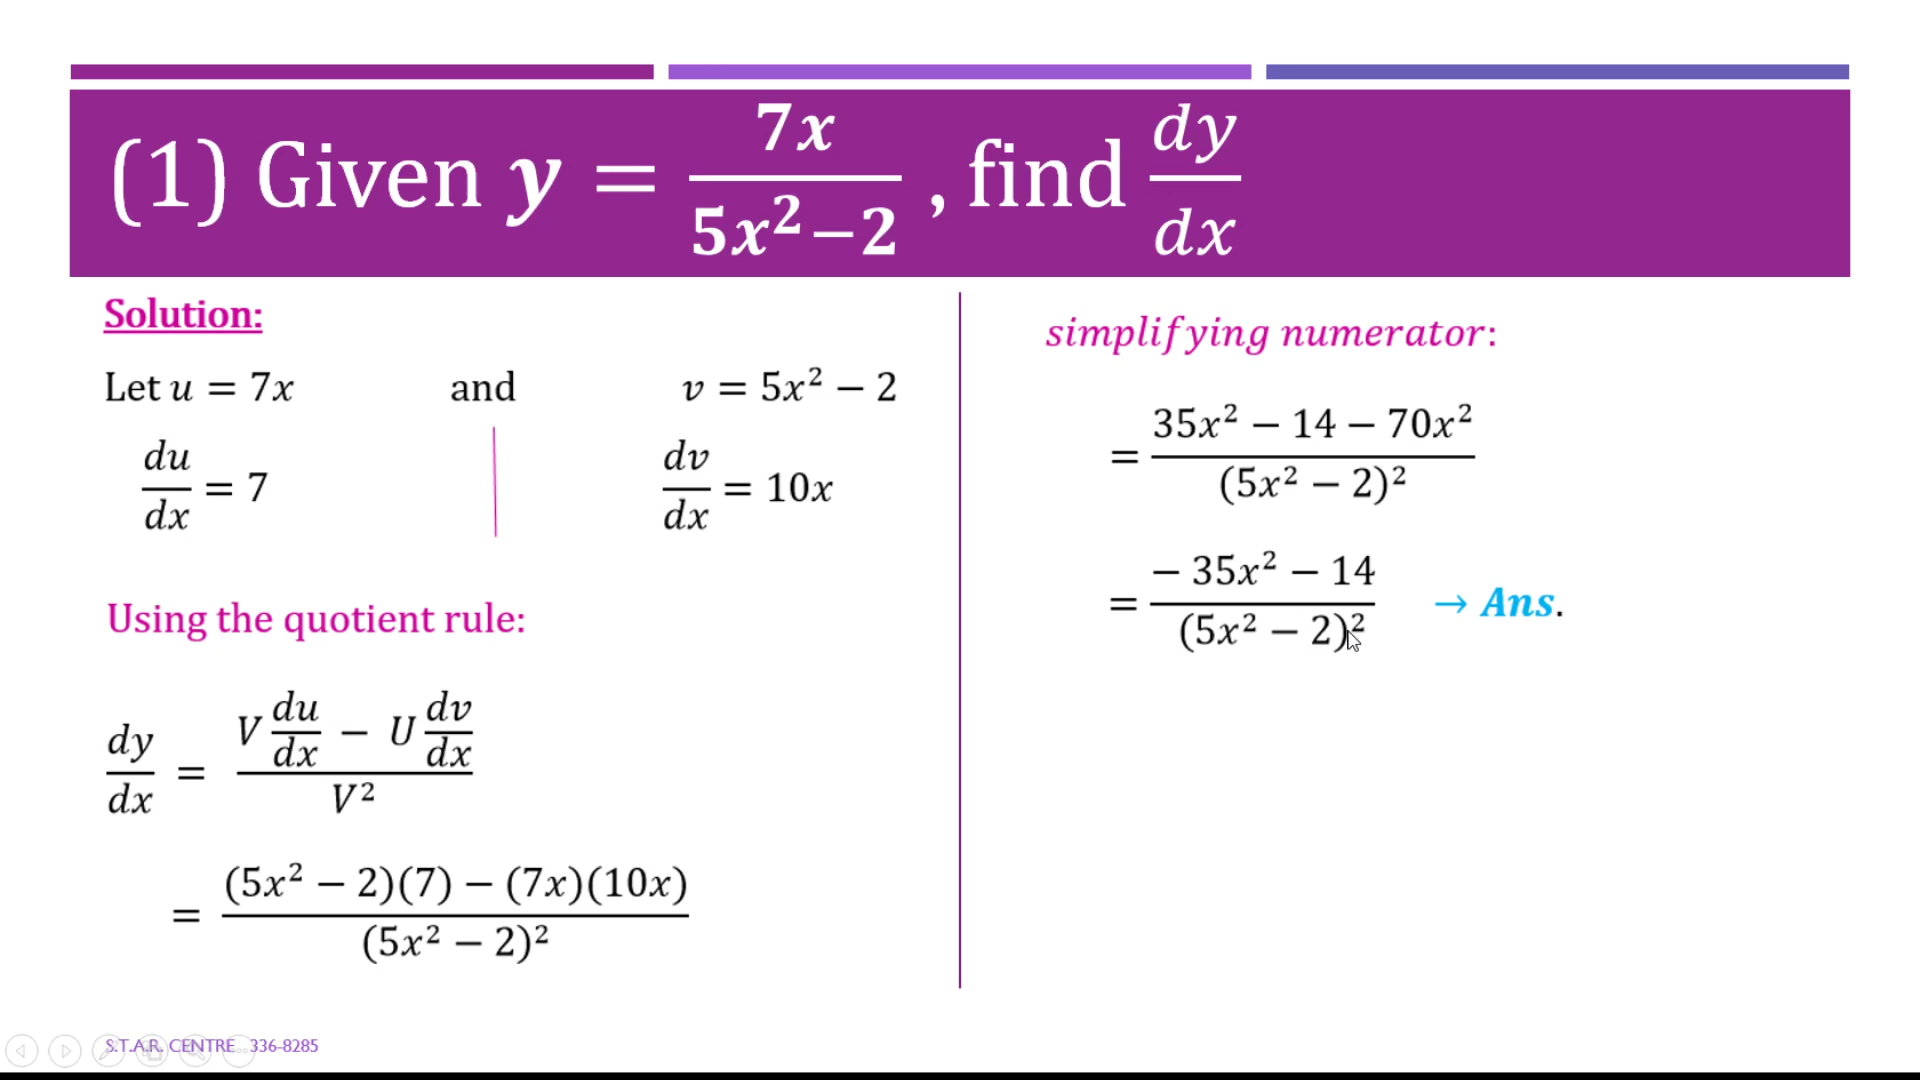 (1) Given y = 7x / 5x² − 2 , find dy/dx
Solution:
Let u = 7x and v = 5x² − 2
du/dx = 7 dv/dx = 10x
Using the quotient rule:
dy/dx = (V du/dx − U dv/dx) / V²
= (5x² − 2)(7) − (7x)(10x) / (5x² − 2)²
simplifying numerator:
= 35x² − 14 − 70x² / (5x² − 2)²
= − 35x² − 14 / (5x² − 2)² → Ans.
S.T.A.R. CENTRE 336-8285